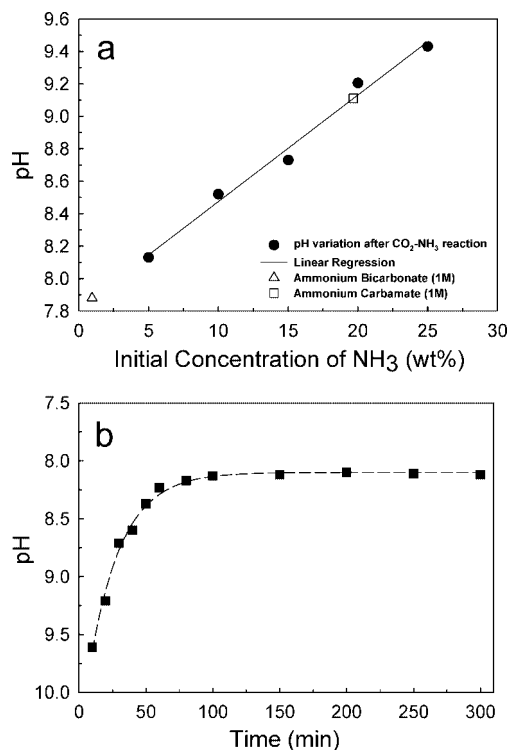 a
9.6
9.4
9.2
9.0
8.8
8.6
8.4
8.2
8.0
7.8
pH
pH variation after CO2-NH3 reaction
Linear Regression
Ammonium Bicarbonate (1M)
Ammonium Carbamate (1M)
0 5 10 15 20 25 30
Initial Concentration of NH3 (wt%)
b
7.5
8.0
8.5
9.0
9.5
10.0
pH
0 50 100 150 200 250 300
Time (min)